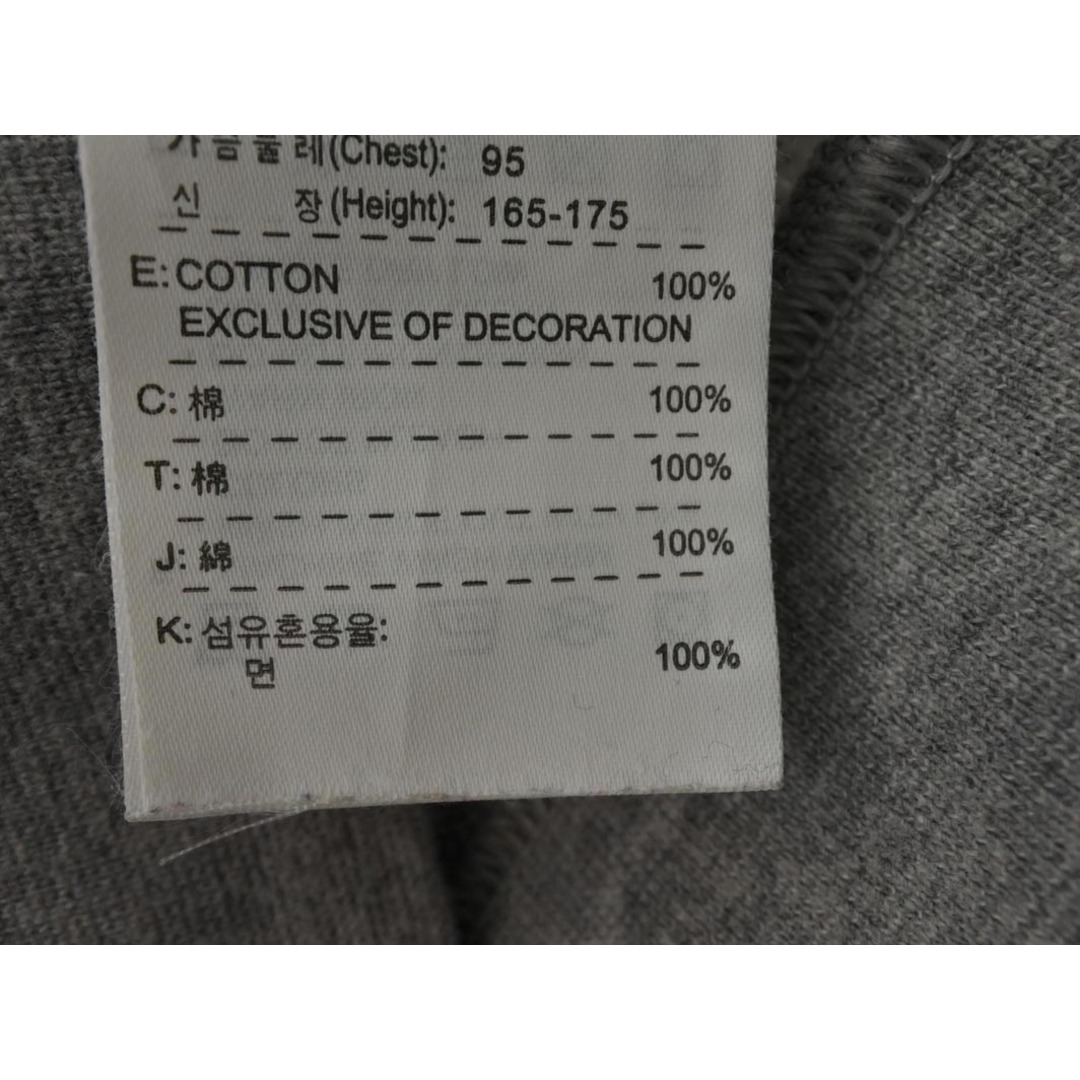 가슴둘레(Chest): 95
신 장(Height): 165-175
E: COTTON 100%
EXCLUSIVE OF DECORATION
C: 棉 100%
T: 棉 100%
J: 綿 100%
K: 섬유혼용율:
면 100%